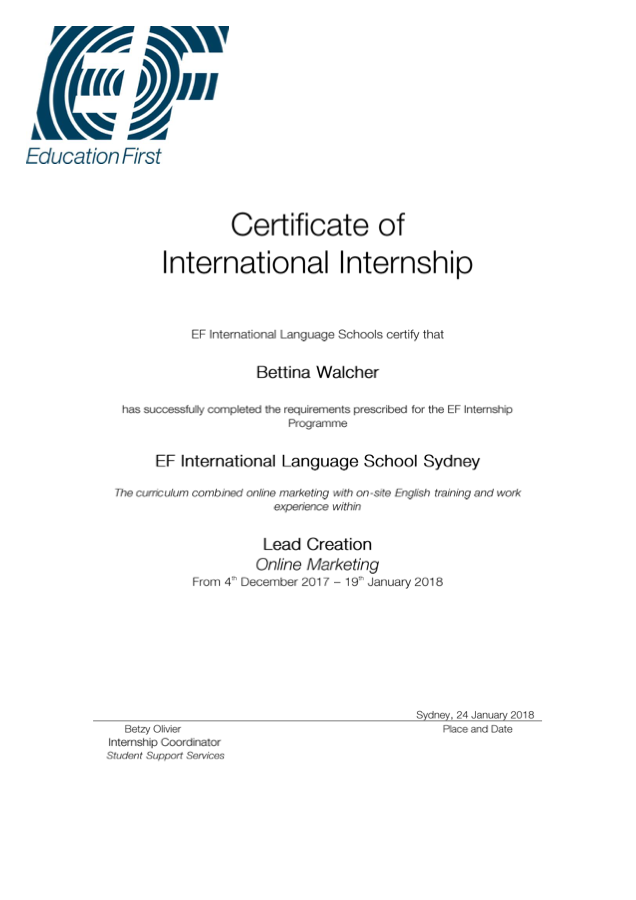 EF
Education First
Certificate of
International Internship
EF International Language Schools certify that
Bettina Walcher
has successfully completed the requirements prescribed for the EF Internship
Programme
EF International Language School Sydney
The curriculum combined online marketing with on-site English training and work
experience within
Lead Creation
Online Marketing
From 4th December 2017 – 19th January 2018
Sydney, 24 January 2018
Betzy Olivier Place and Date
Internship Coordinator
Student Support Services